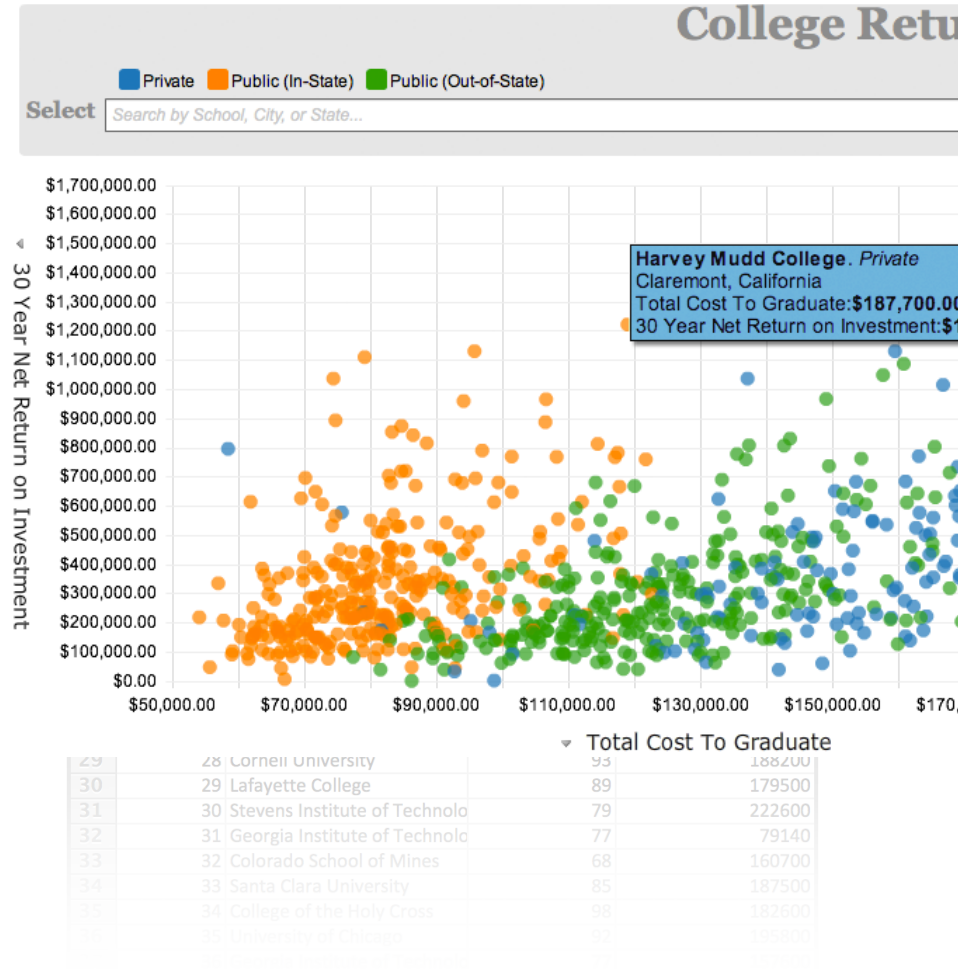 College Retu
Private Public (In-State) Public (Out-of-State)
Select Search by School, City, or State...
$1,700,000.00
$1,600,000.00
$1,500,000.00
$1,400,000.00
$1,300,000.00
$1,200,000.00
$1,100,000.00
$1,000,000.00
$900,000.00
$800,000.00
$700,000.00
$600,000.00
$500,000.00
$400,000.00
$300,000.00
$200,000.00
$100,000.00
$0.00
30 Year Net Return on Investment
Harvey Mudd College. Private
Claremont, California
Total Cost To Graduate:$187,700.00
30 Year Net Return on Investment:$1
$50,000.00 $70,000.00 $90,000.00 $110,000.00 $130,000.00 $150,000.00 $170,
Total Cost To Graduate
29 28 Cornell University 93 188200
30 29 Lafayette College 89 179500
31 30 Stevens Institute of Technolo 79 222600
32 31 Georgia Institute of Technolo 77 79140
33 32 Colorado School of Mines 68 160700
34 33 Santa Clara University 85 187500
35 34 College of the Holy Cross 98 182600
35 University of Chicago 92